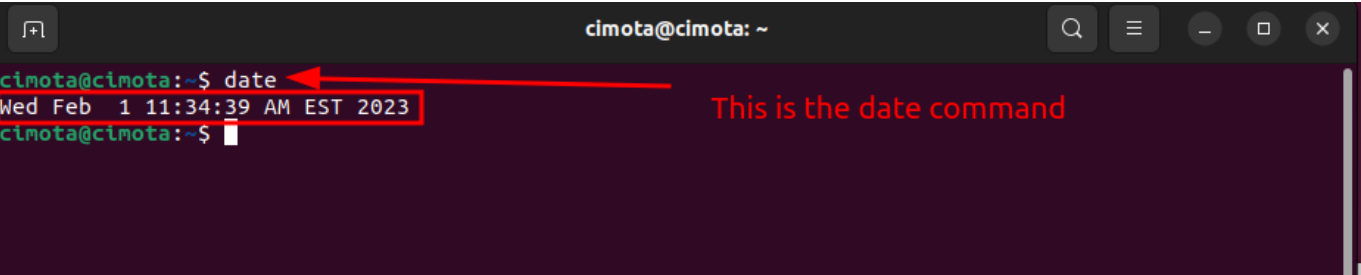 cimota@cimota: ~
cimota@cimota:~$ date
This is the date command
Wed Feb  1 11:34:39 AM EST 2023
cimota@cimota:~$